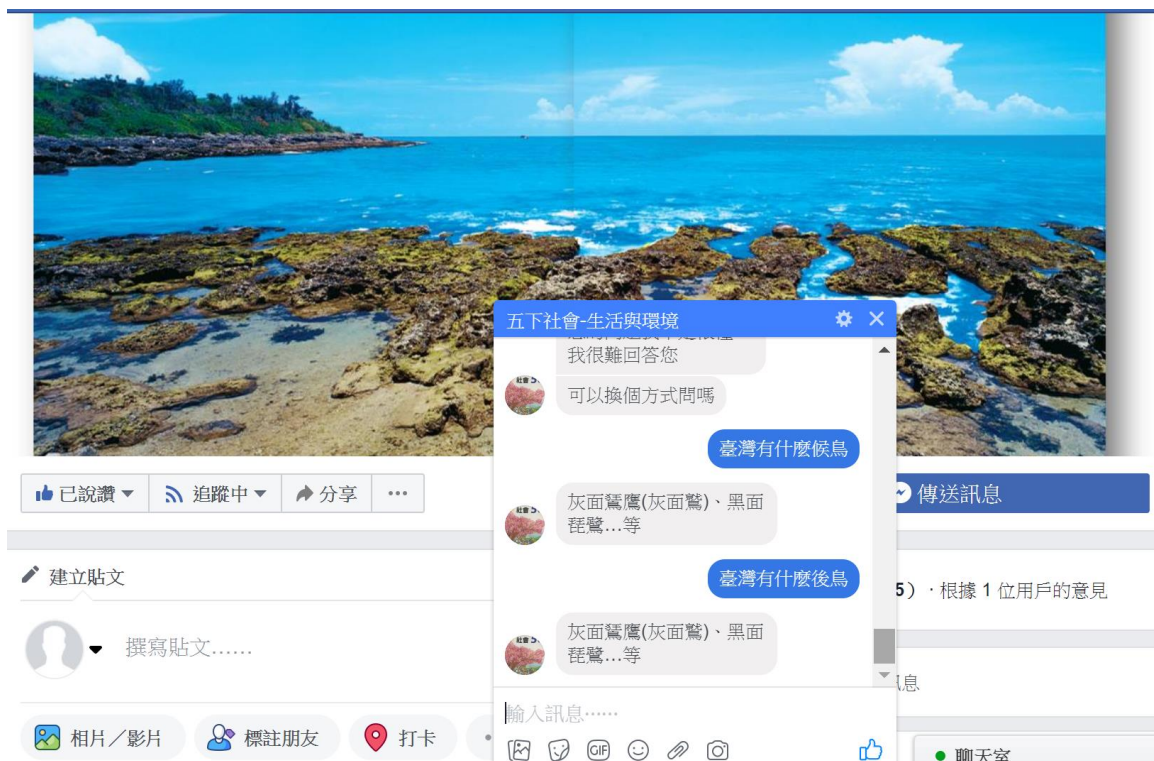 五下社會-生活與環境
我很難回答您
可以換個方式問嗎
臺灣有什麼候鳥
灰面鵟鷹(灰面鷲)、黑面
琵鷺...等
臺灣有什麼後鳥
灰面鵟鷹(灰面鷲)、黑面
琵鷺...等
輸入訊息......
GIF
已說讚
追蹤中
分享
傳送訊息
建立貼文
5）．根據 1 位用戶的意見
撰寫貼文......
息
相片／影片
標註朋友
打卡
聊天室